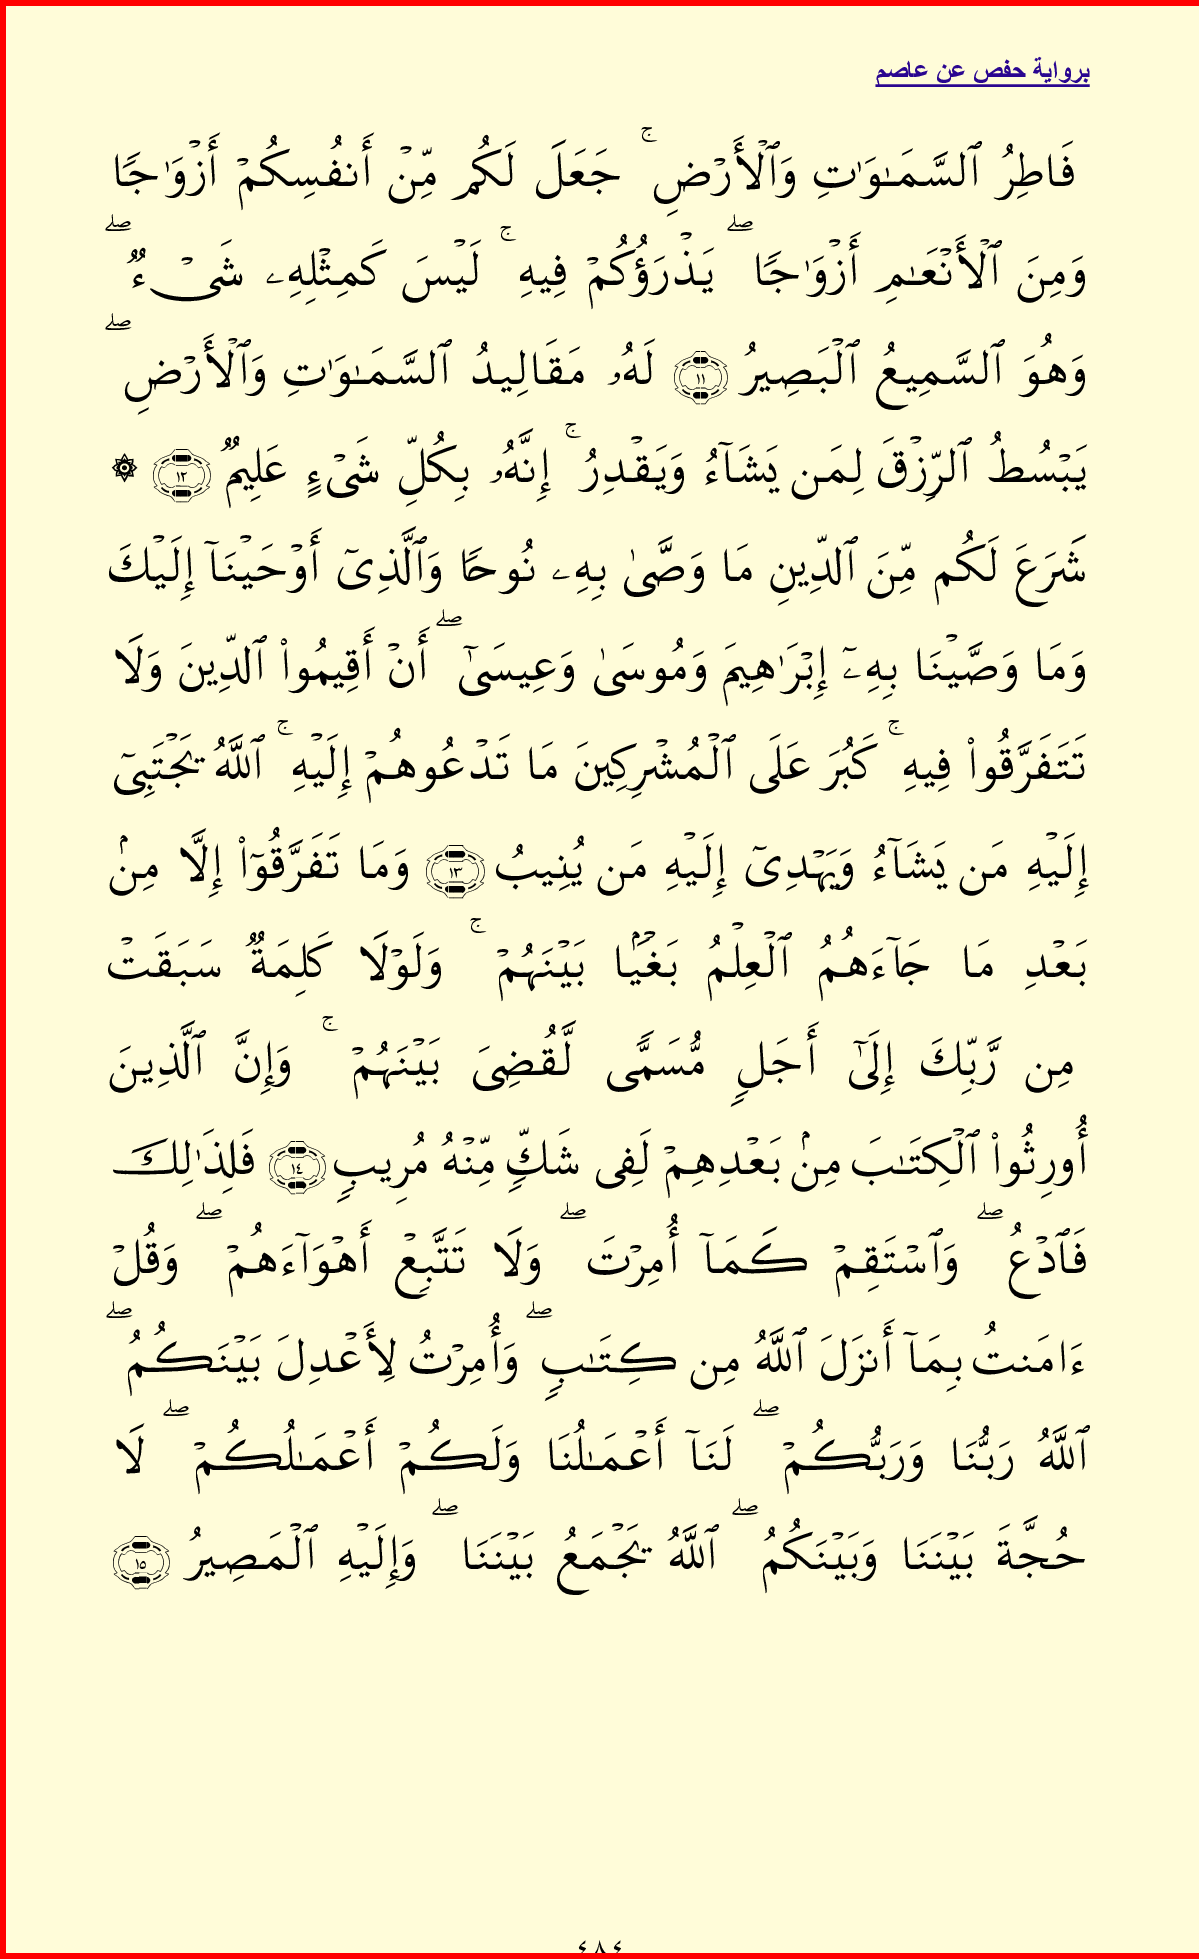 برواية حفص عن عاصم
فَاطِرُ ٱلسَّمَـٰوَٰتِ وَٱلْأَرْضِ ۚ جَعَلَ لَكُم مِّنْ أَنفُسِكُمْ أَزْوَٰجًا
وَمِنَ ٱلْأَنْعَـٰمِ أَزْوَٰجًا ۖ يَذْرَؤُكُمْ فِيهِ ۚ لَيْسَ كَمِثْلِهِۦ شَىْءٌ ۖ
وَهُوَ ٱلسَّمِيعُ ٱلْبَصِيرُ ١١ لَهُۥ مَقَالِيدُ ٱلسَّمَـٰوَٰتِ وَٱلْأَرْضِ ۖ
يَبْسُطُ ٱلرِّزْقَ لِمَن يَشَآءُ وَيَقْدِرُ ۚ إِنَّهُۥ بِكُلِّ شَىْءٍ عَلِيمٌ ١٢ ۞
شَرَعَ لَكُم مِّنَ ٱلدِّينِ مَا وَصَّىٰ بِهِۦ نُوحًا وَٱلَّذِىٓ أَوْحَيْنَآ إِلَيْكَ
وَمَا وَصَّيْنَا بِهِۦٓ إِبْرَٰهِيمَ وَمُوسَىٰ وَعِيسَىٰٓ ۖ أَنْ أَقِيمُوا۟ ٱلدِّينَ وَلَا
تَتَفَرَّقُوا۟ فِيهِ ۚ كَبُرَ عَلَى ٱلْمُشْرِكِينَ مَا تَدْعُوهُمْ إِلَيْهِ ۚ ٱللَّهُ يَجْتَبِىٓ
إِلَيْهِ مَن يَشَآءُ وَيَهْدِىٓ إِلَيْهِ مَن يُنِيبُ ١٣ وَمَا تَفَرَّقُوٓا۟ إِلَّا مِنۢ
بَعْدِ مَا جَآءَهُمُ ٱلْعِلْمُ بَغْيًۢا بَيْنَهُمْ ۚ وَلَوْلَا كَلِمَةٌ سَبَقَتْ
مِن رَّبِّكَ إِلَىٰٓ أَجَلٍ مُّسَمًّى لَّقُضِىَ بَيْنَهُمْ ۚ وَإِنَّ ٱلَّذِينَ
أُورِثُوا۟ ٱلْكِتَـٰبَ مِنۢ بَعْدِهِمْ لَفِى شَكٍّ مِّنْهُ مُرِيبٍ ١٤ فَلِذَٰلِكَ
فَٱدْعُ ۖ وَٱسْتَقِمْ كَمَآ أُمِرْتَ ۖ وَلَا تَتَّبِعْ أَهْوَآءَهُمْ ۖ وَقُلْ
ءَامَنتُ بِمَآ أَنزَلَ ٱللَّهُ مِن كِتَـٰبٍ ۖ وَأُمِرْتُ لِأَعْدِلَ بَيْنَكُمُ ۖ
ٱللَّهُ رَبُّنَا وَرَبُّكُمْ ۖ لَنَآ أَعْمَـٰلُنَا وَلَكُمْ أَعْمَـٰلُكُمْ ۖ لَا
حُجَّةَ بَيْنَنَا وَبَيْنَكُمُ ۖ ٱللَّهُ يَجْمَعُ بَيْنَنَا ۖ وَإِلَيْهِ ٱلْمَصِيرُ ١٥
٤٨٤